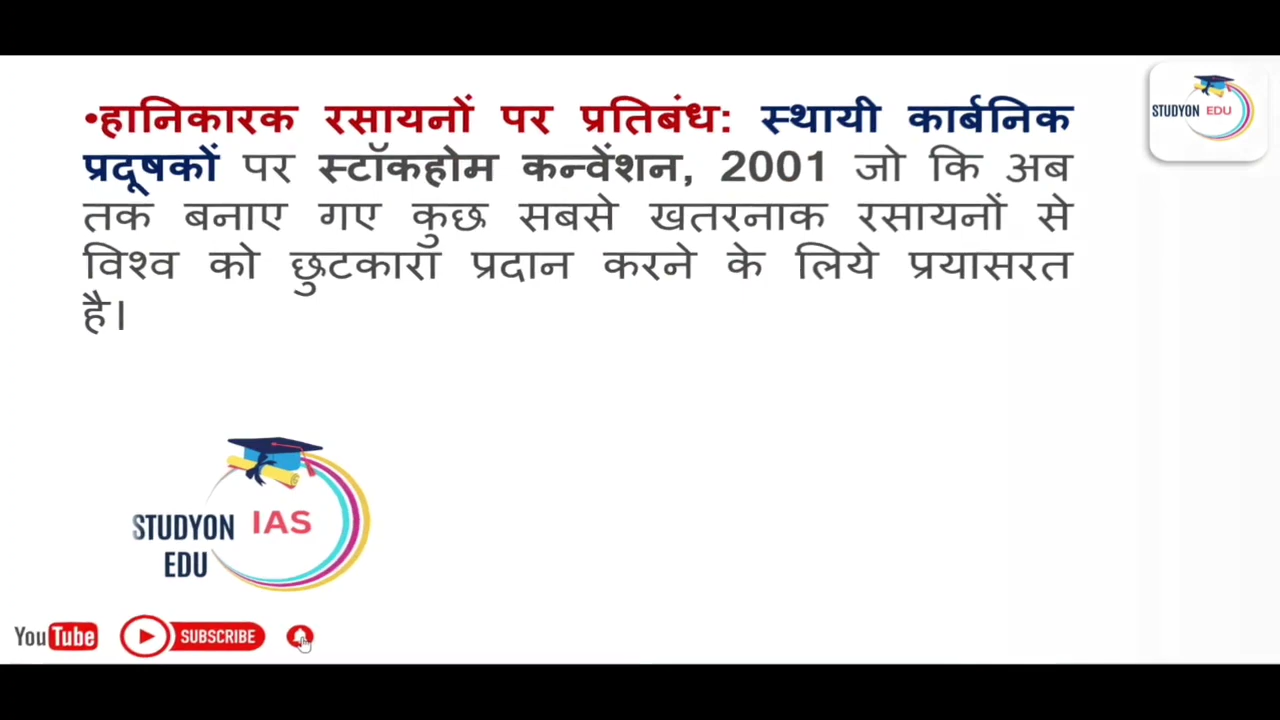 •हानिकारक रसायनों पर प्रतिबंध: स्थायी कार्बनिक
प्रदूषकों पर स्टॉकहोम कन्वेंशन, 2001 जो कि अब
तक बनाए गए कुछ सबसे खतरनाक रसायनों से
विश्व को छुटकारा प्रदान करने के लिये प्रयासरत
है।
STUDYON EDU
STUDYON IAS
EDU
YouTube SUBSCRIBE